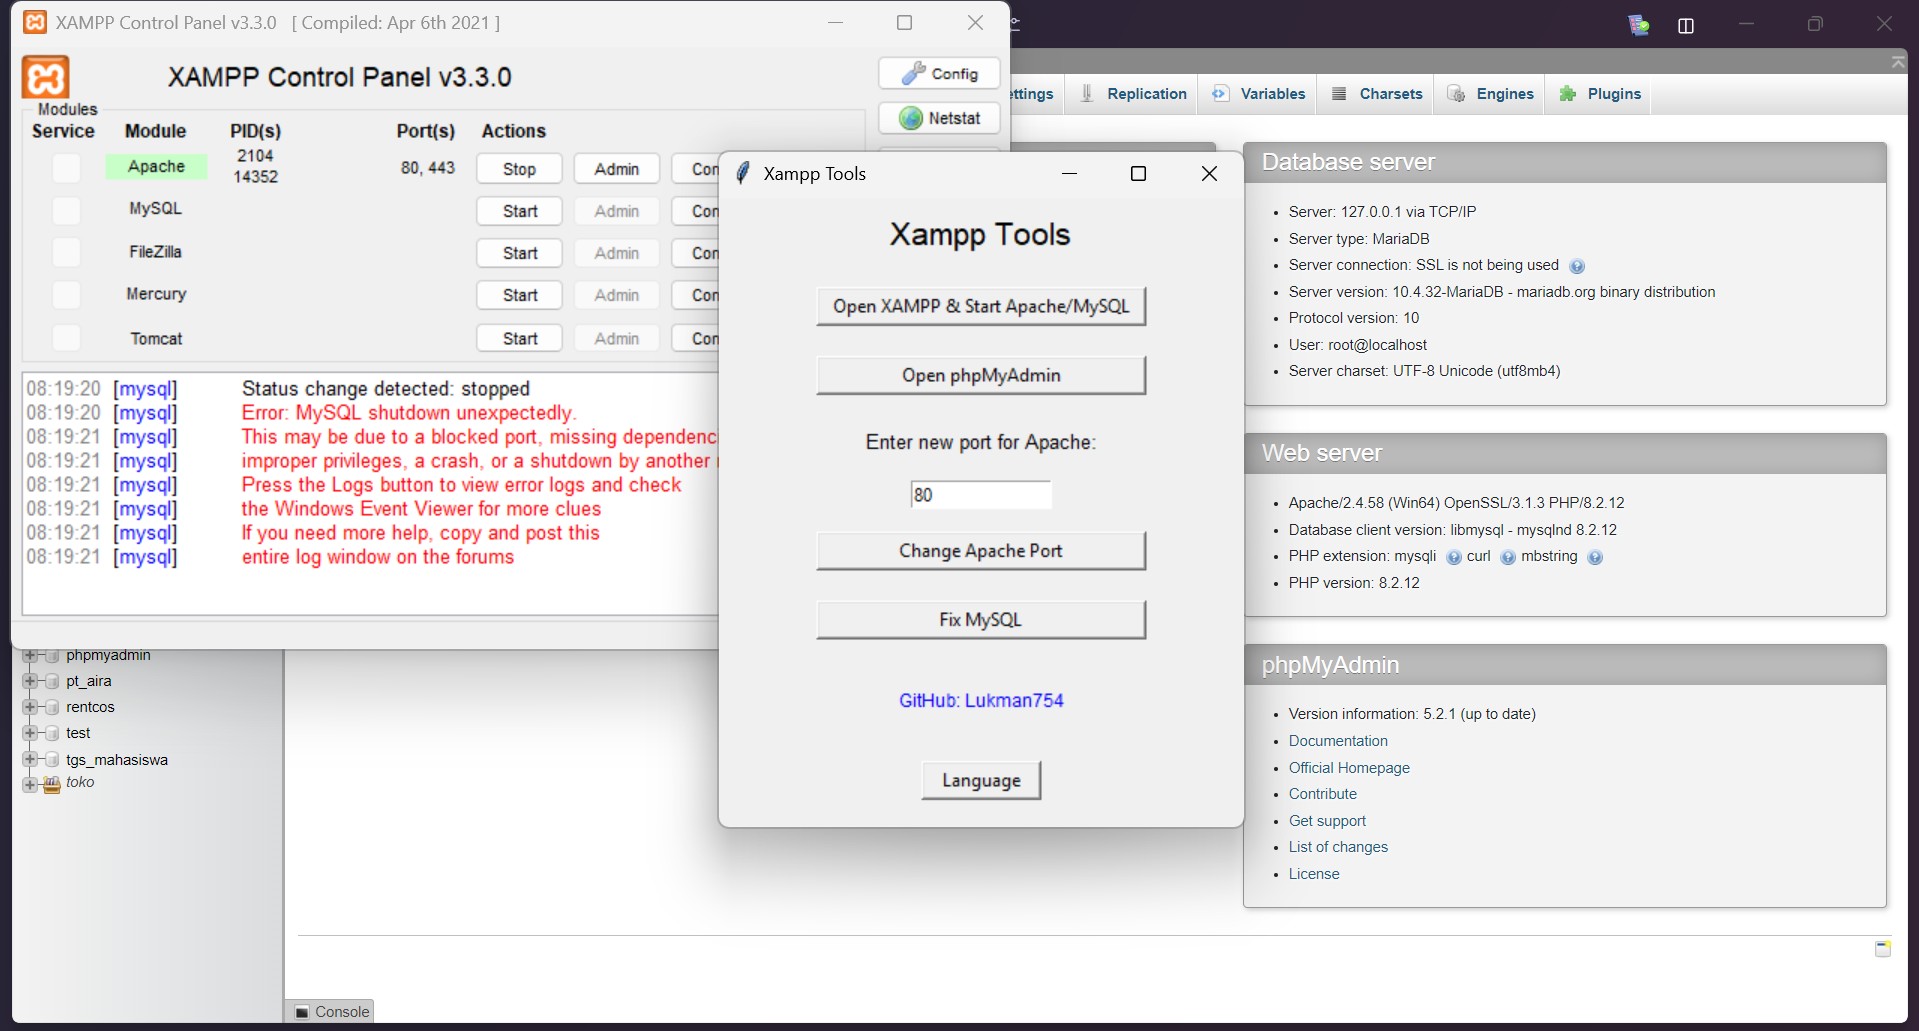 XAMPP Control Panel v3.3.0 [ Compiled: Apr 6th 2021 ]
XAMPP Control Panel v3.3.0
Config
Netstat
Modules
Service Module PID(s) Port(s) Actions
Apache 2104 14352 80, 443 Stop Admin Con
MySQL Start Admin Con
FileZilla Start Admin Con
Mercury Start Admin Con
Tomcat Start Admin Con
08:19:20 [mysql] Status change detected: stopped
08:19:20 [mysql] Error: MySQL shutdown unexpectedly.
08:19:21 [mysql] This may be due to a blocked port, missing dependenc
08:19:21 [mysql] improper privileges, a crash, or a shutdown by another
08:19:21 [mysql] Press the Logs button to view error logs and check
08:19:21 [mysql] the Windows Event Viewer for more clues
08:19:21 [mysql] If you need more help, copy and post this
08:19:21 [mysql] entire log window on the forums
phpmyadmin
pt_aira
rentcos
test
tgs_mahasiswa
toko
Console
Xampp Tools
Xampp Tools
Open XAMPP & Start Apache/MySQL
Open phpMyAdmin
Enter new port for Apache:
80
Change Apache Port
Fix MySQL
GitHub: Lukman754
Language
ettings Replication Variables Charsets Engines Plugins
Database server
Server: 127.0.0.1 via TCP/IP
Server type: MariaDB
Server connection: SSL is not being used
Server version: 10.4.32-MariaDB - mariadb.org binary distribution
Protocol version: 10
User: root@localhost
Server charset: UTF-8 Unicode (utf8mb4)
Web server
Apache/2.4.58 (Win64) OpenSSL/3.1.3 PHP/8.2.12
Database client version: libmysql - mysqlnd 8.2.12
PHP extension: mysqli curl mbstring
PHP version: 8.2.12
phpMyAdmin
Version information: 5.2.1 (up to date)
Documentation
Official Homepage
Contribute
Get support
List of changes
License